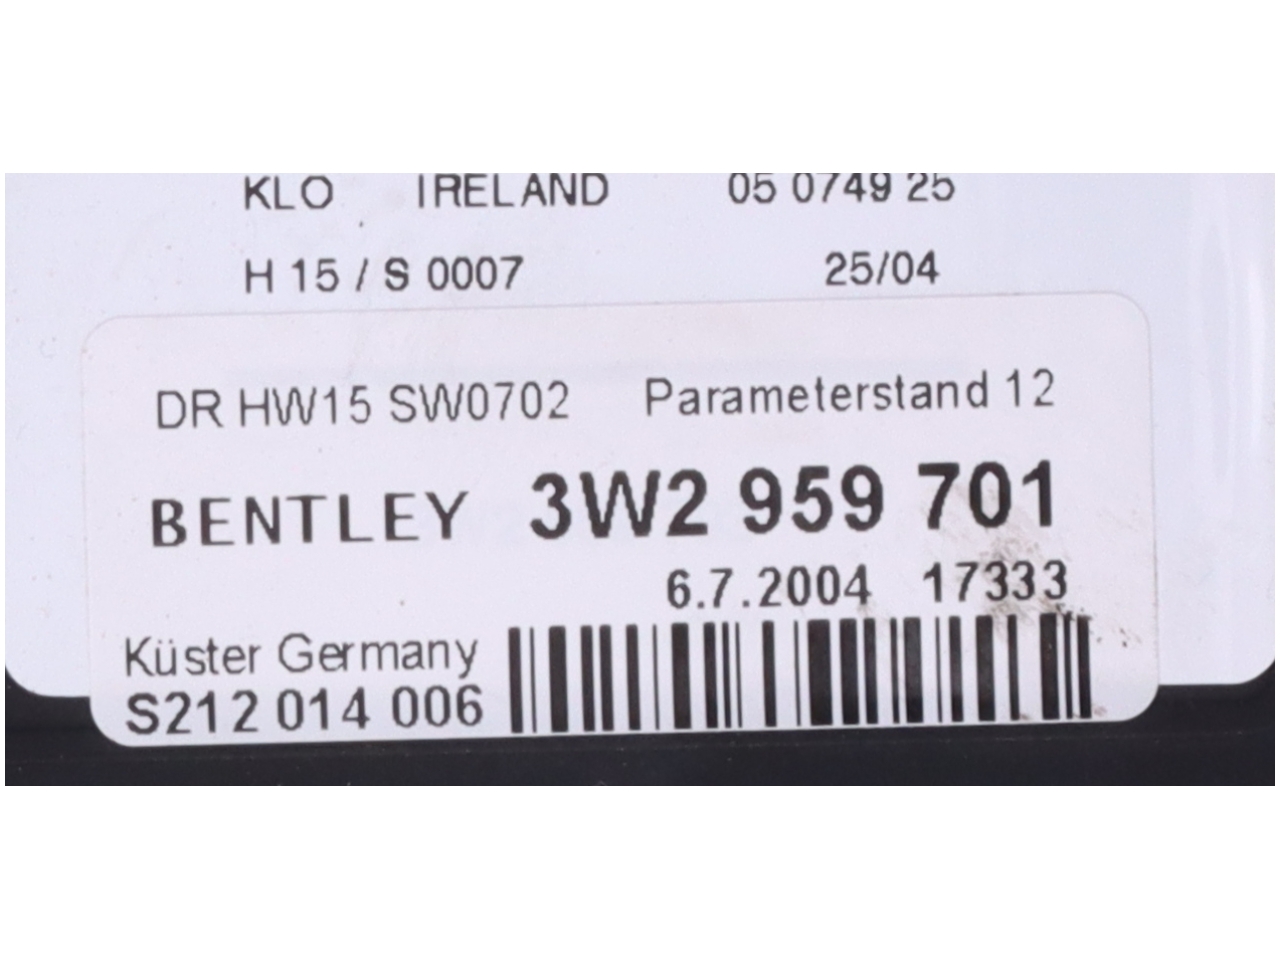 KLO IRELAND 05 0749 25
H 15 / S 0007 25/04
DR HW15 SW0702 Parameterstand 12
BENTLEY 3W2 959 701
6.7.2004 17333
Küster Germany
S212 014 006